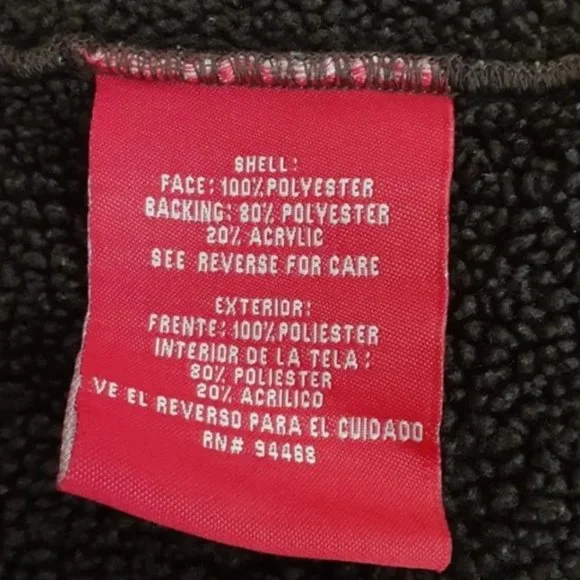 SHELL:
FACE: 100% POLYESTER
BACKING: 80% POLYESTER
20% ACRYLIC
SEE REVERSE FOR CARE
EXTERIOR:
FRENTE: 100% POLIESTER
INTERIOR DE LA TELA:
80% POLIESTER
20% ACRILICO
VE EL REVERSO PARA EL CUIDADO
RN# 94468